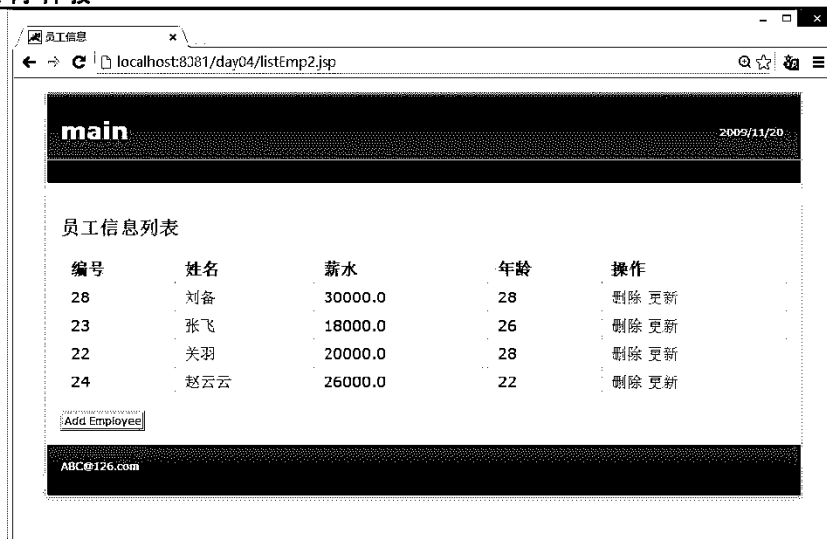 员工信息
localhost:8081/day04/listEmp2.jsp
main
2009/11/20
员工信息列表
编号 姓名 薪水 年龄 操作
28 刘备 30000.0 28 删除 更新
23 张飞 18000.0 26 删除 更新
22 关羽 20000.0 28 删除 更新
24 赵云云 26000.0 22 删除 更新
Add Employee
ABC@126.com